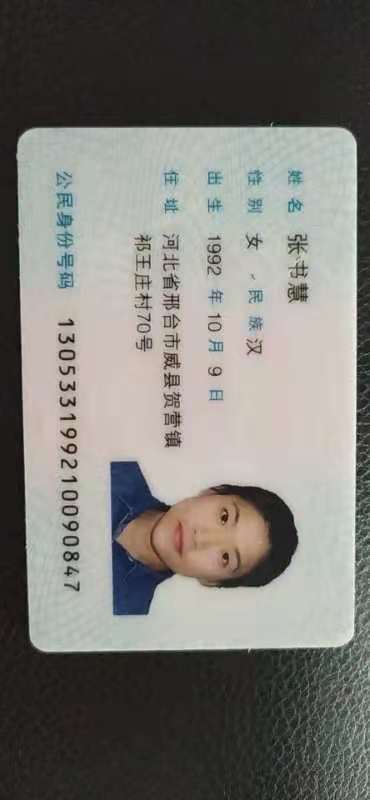 姓名 张书慧
性别 女 民族 汉
出生 1992 年 10 月 9 日
住址 河北省邢台市威县贺营镇
祁王庄村70号
公民身份号码 130533199210090847